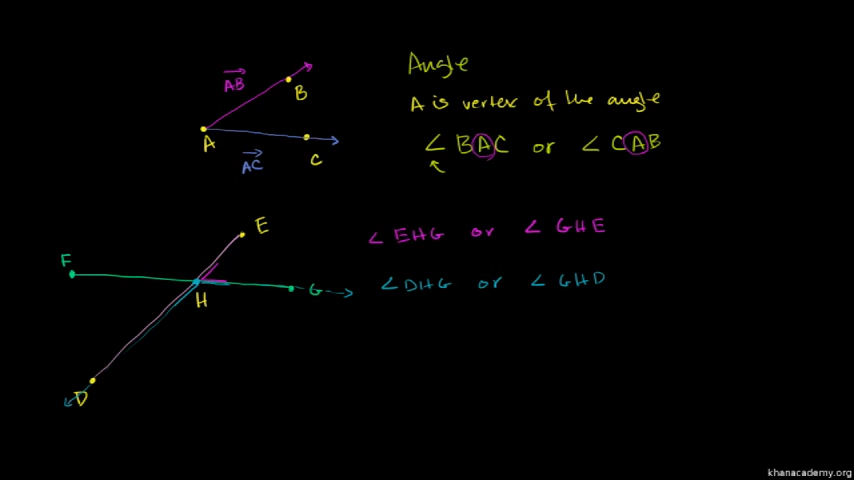 Angle
AB
B
A is vertex of the angle
A
∠ BAC or ∠ CAB
AC
C
E
∠ EHG or ∠ GHE
F
∠ DHG or ∠ GHD
G
H
D
khanacademy.org